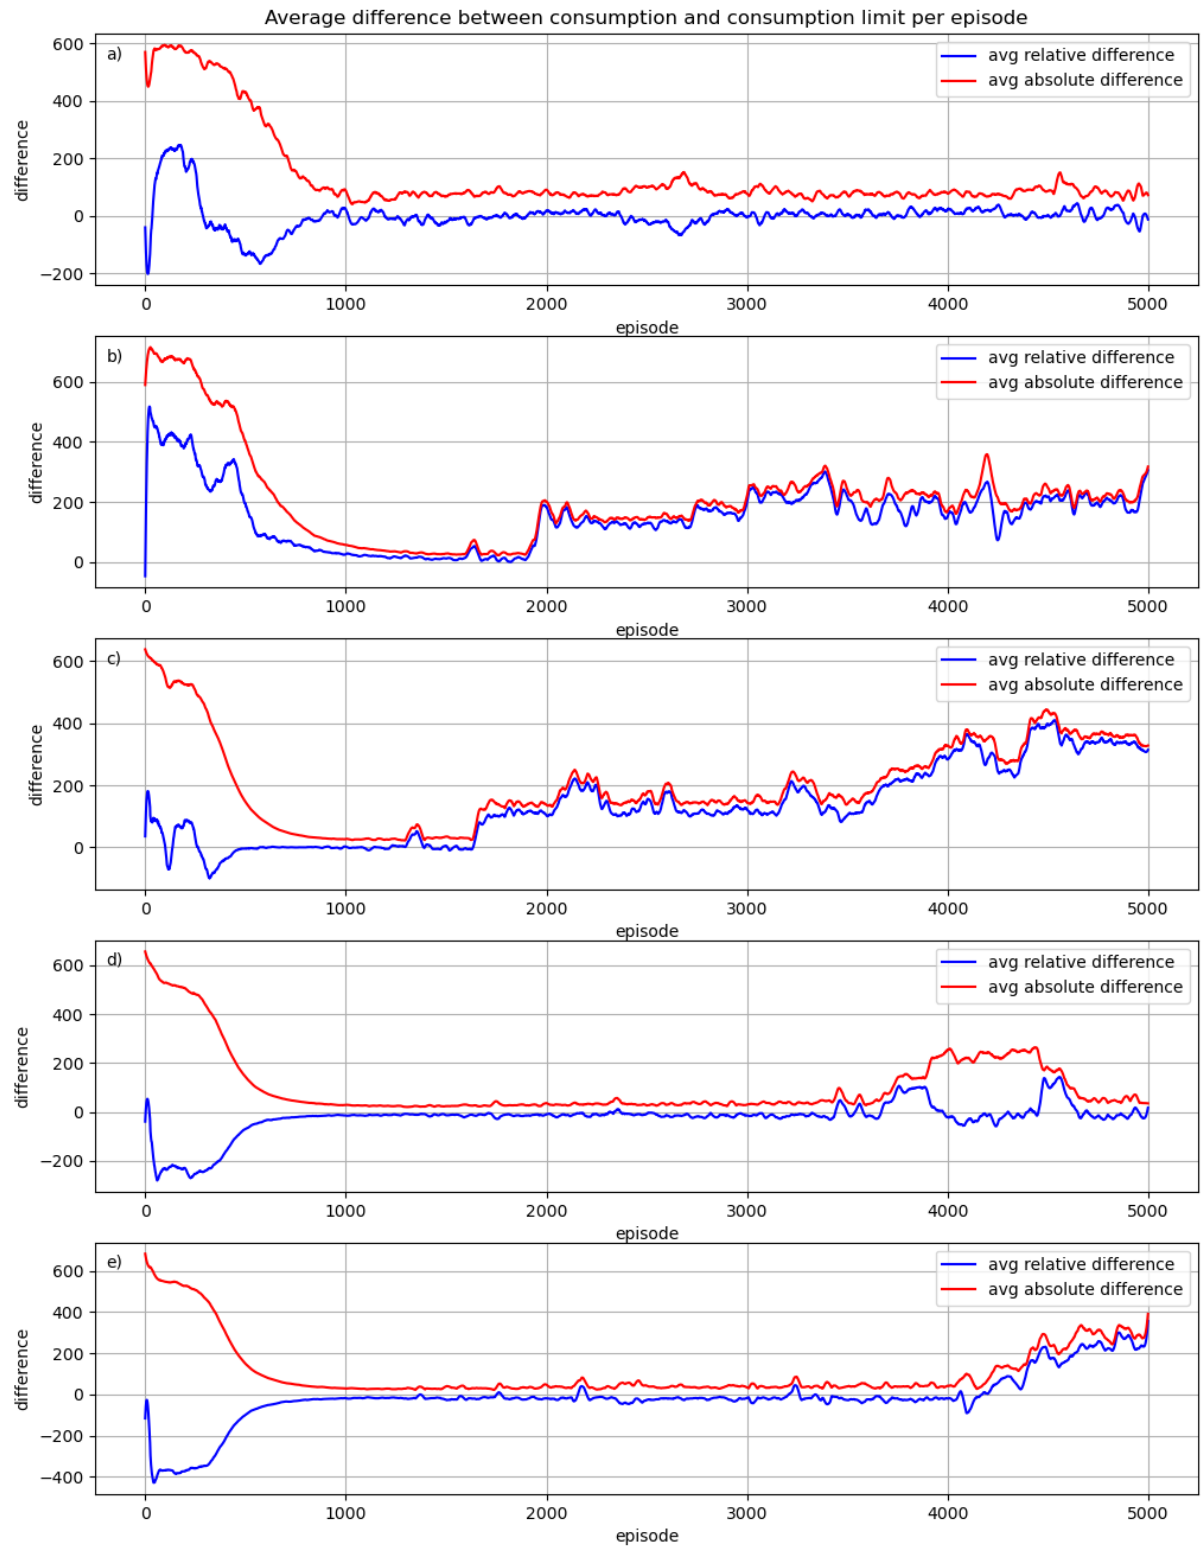 Average difference between consumption and consumption limit per episode
a)
avg relative difference
avg absolute difference
difference
600
400
200
0
−200
0 1000 2000 3000 4000 5000
episode
b)
avg relative difference
avg absolute difference
difference
600
400
200
0
0 1000 2000 3000 4000 5000
episode
c)
avg relative difference
avg absolute difference
difference
600
400
200
0
0 1000 2000 3000 4000 5000
episode
d)
avg relative difference
avg absolute difference
difference
600
400
200
0
−200
0 1000 2000 3000 4000 5000
episode
e)
avg relative difference
avg absolute difference
difference
600
400
200
0
−200
−400
0 1000 2000 3000 4000 5000
episode